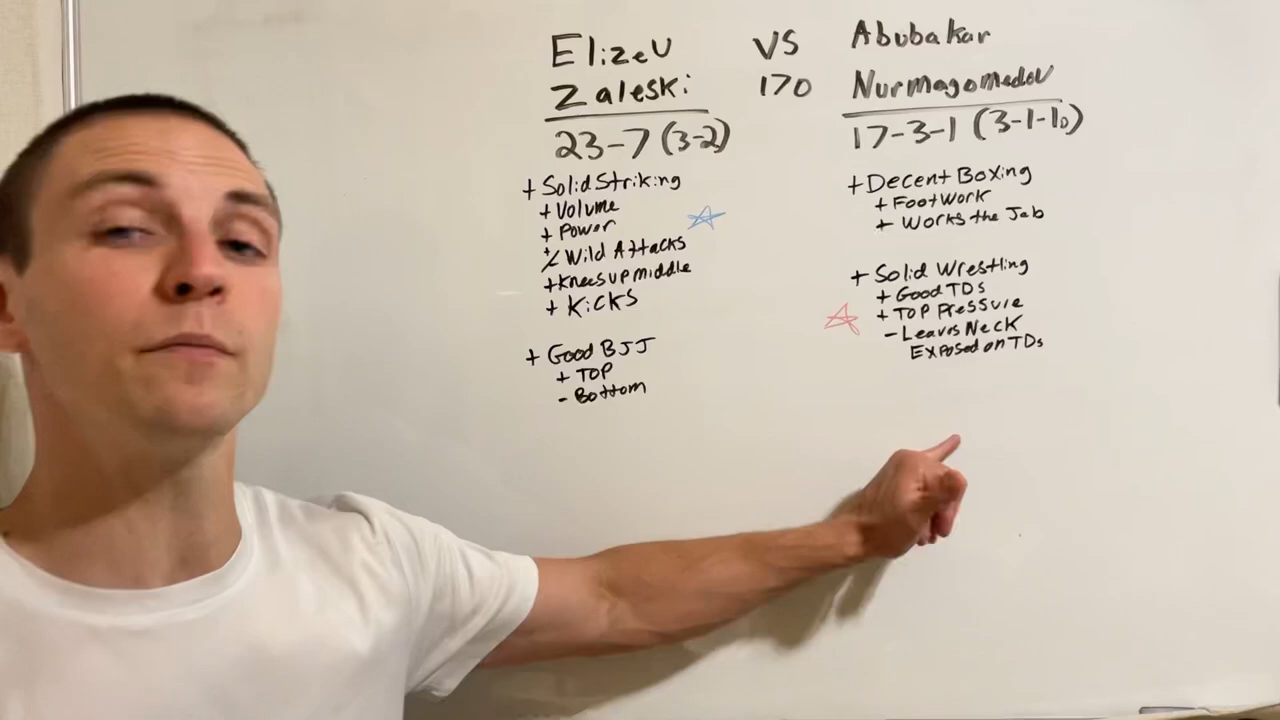 Elizeu VS Abubakar
Zaleski 170 Nurmagomedov
23-7 (3-2)
+ Solid Striking
+ Volume
+ Power
+/- Wild Attacks
+ Knees up middle
+ Kicks
+ Good BJJ
+ TOP
- Bottom
17-3-1 (3-1-1D)
+ Decent Boxing
+ FootWork
+ Works the Jab
+ Solid Wrestling
+ Good TDs
+ TOP Pressure
- Leaves Neck
Exposed on TDs